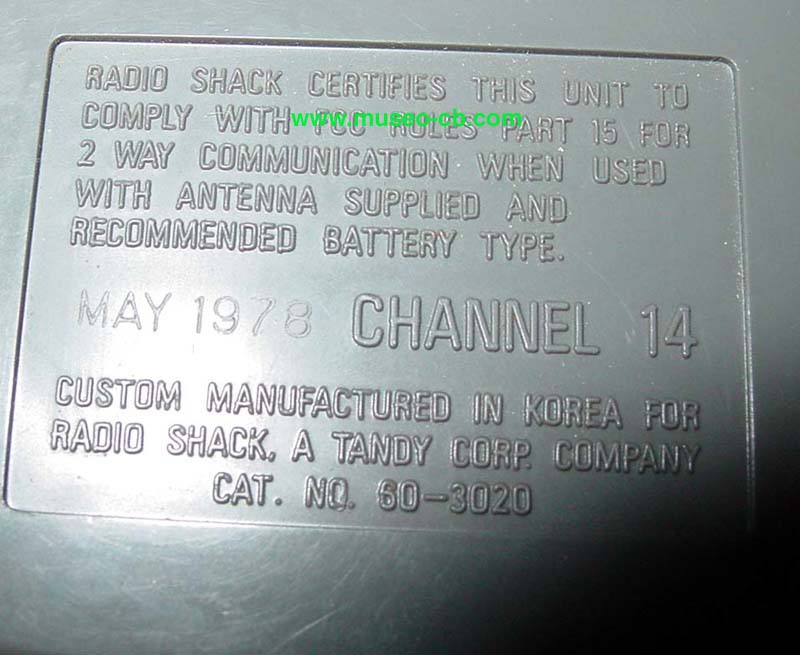 RADIO SHACK CERTIFIES THIS UNIT TO
www.museo-cb.com
COMPLY WITH FCC RULES PART 15 FOR
2 WAY COMMUNICATION WHEN USED
WITH ANTENNA SUPPLIED AND
RECOMMENDED BATTERY TYPE.
MAY 1978 CHANNEL 14
CUSTOM MANUFACTURED IN KOREA FOR
RADIO SHACK, A TANDY CORP. COMPANY
CAT. NO. 60-3020